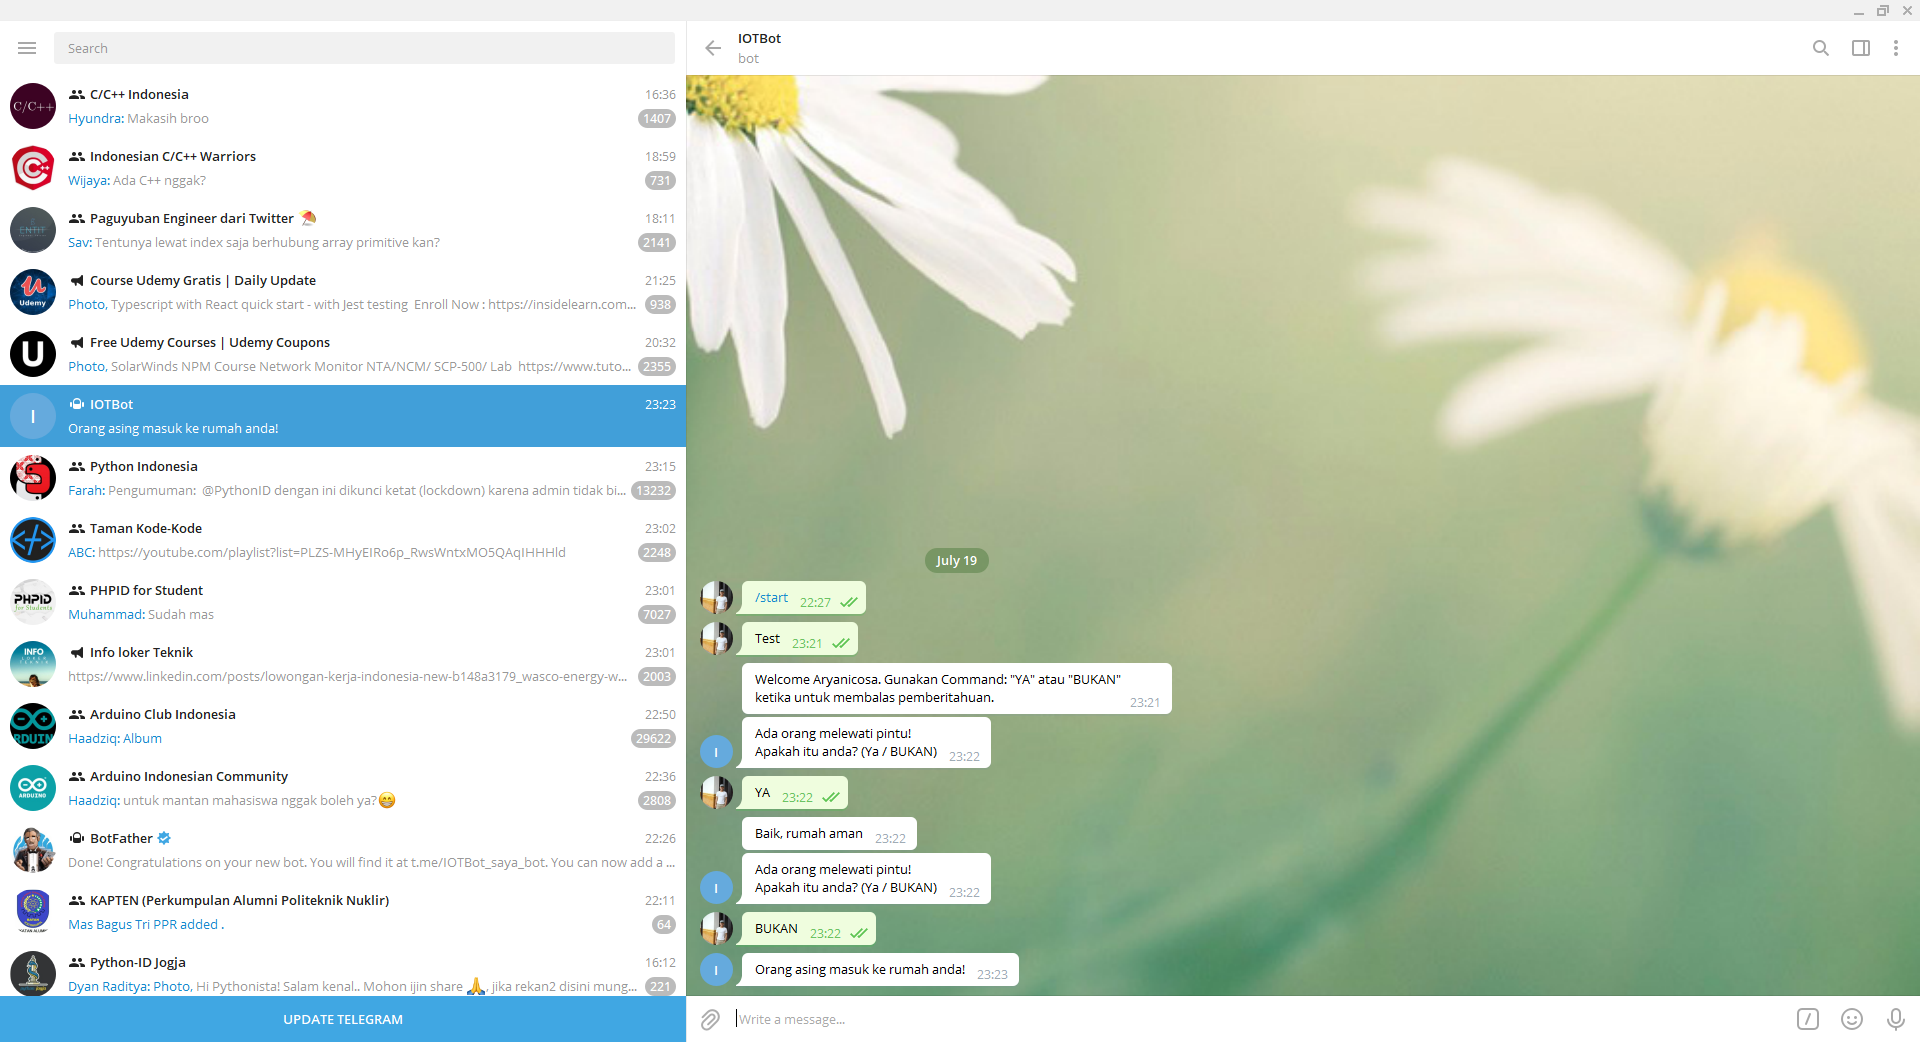 Search
C/C++
C/C++ Indonesia 16:36
Hyundra: Makasih broo 1407
Indonesian C/C++ Warriors 18:59
Wijaya: Ada C++ nggak? 731
Paguyuban Engineer dari Twitter 18:11
Sav: Tentunya lewat index saja berhubung array primitive kan? 2141
Udemy
Course Udemy Gratis | Daily Update 21:25
Photo, Typescript with React quick start - with Jest testing Enroll Now : https://insidelearn.com... 938
U
Free Udemy Courses | Udemy Coupons 20:32
Photo, SolarWinds NPM Course Network Monitor NTA/NCM/ SCP-500/ Lab https://www.tuto... 2355
I
IOTBot 23:23
Orang asing masuk ke rumah anda!
Python Indonesia 23:15
Farah: Pengumuman: @PythonID dengan ini dikunci ketat (lockdown) karena admin tidak bi... 13232
Taman Kode-Kode 23:02
ABC: https://youtube.com/playlist?list=PLZS-MHyEIRo6p_RwsWntxMO5QAqIHHHld 2248
PHPID
for Students
PHPID for Student 23:01
Muhammad: Sudah mas 7027
INFO
Info loker Teknik 23:01
https://www.linkedin.com/posts/lowongan-kerja-indonesia-new-b148a3179_wasco-energy-w... 2003
Arduino Club Indonesia 22:50
Haadziq: Album 29622
ARDUINO
Arduino Indonesian Community 22:36
Haadziq: untuk mantan mahasiswa nggak boleh ya?😁 2808
BotFather 22:26
Done! Congratulations on your new bot. You will find it at t.me/IOTBot_saya_bot. You can now add a ...
KAPTEN (Perkumpulan Alumni Politeknik Nuklir) 22:11
Mas Bagus Tri PPR added . 64
Python-ID Jogja 16:12
Dyan Raditya: Photo, Hi Pythonista! Salam kenal.. Mohon ijin share 🙏, jika rekan2 disini mung... 221
UPDATE TELEGRAM
IOTBot
bot
July 19
/start 22:27
Test 23:21
Welcome Aryanicosa. Gunakan Command: "YA" atau "BUKAN"
ketika untuk membalas pemberitahuan. 23:21
Ada orang melewati pintu!
Apakah itu anda? (Ya / BUKAN) 23:22
I
YA 23:22
Baik, rumah aman 23:22
Ada orang melewati pintu!
Apakah itu anda? (Ya / BUKAN) 23:22
I
BUKAN 23:22
I
Orang asing masuk ke rumah anda! 23:23
Write a message...